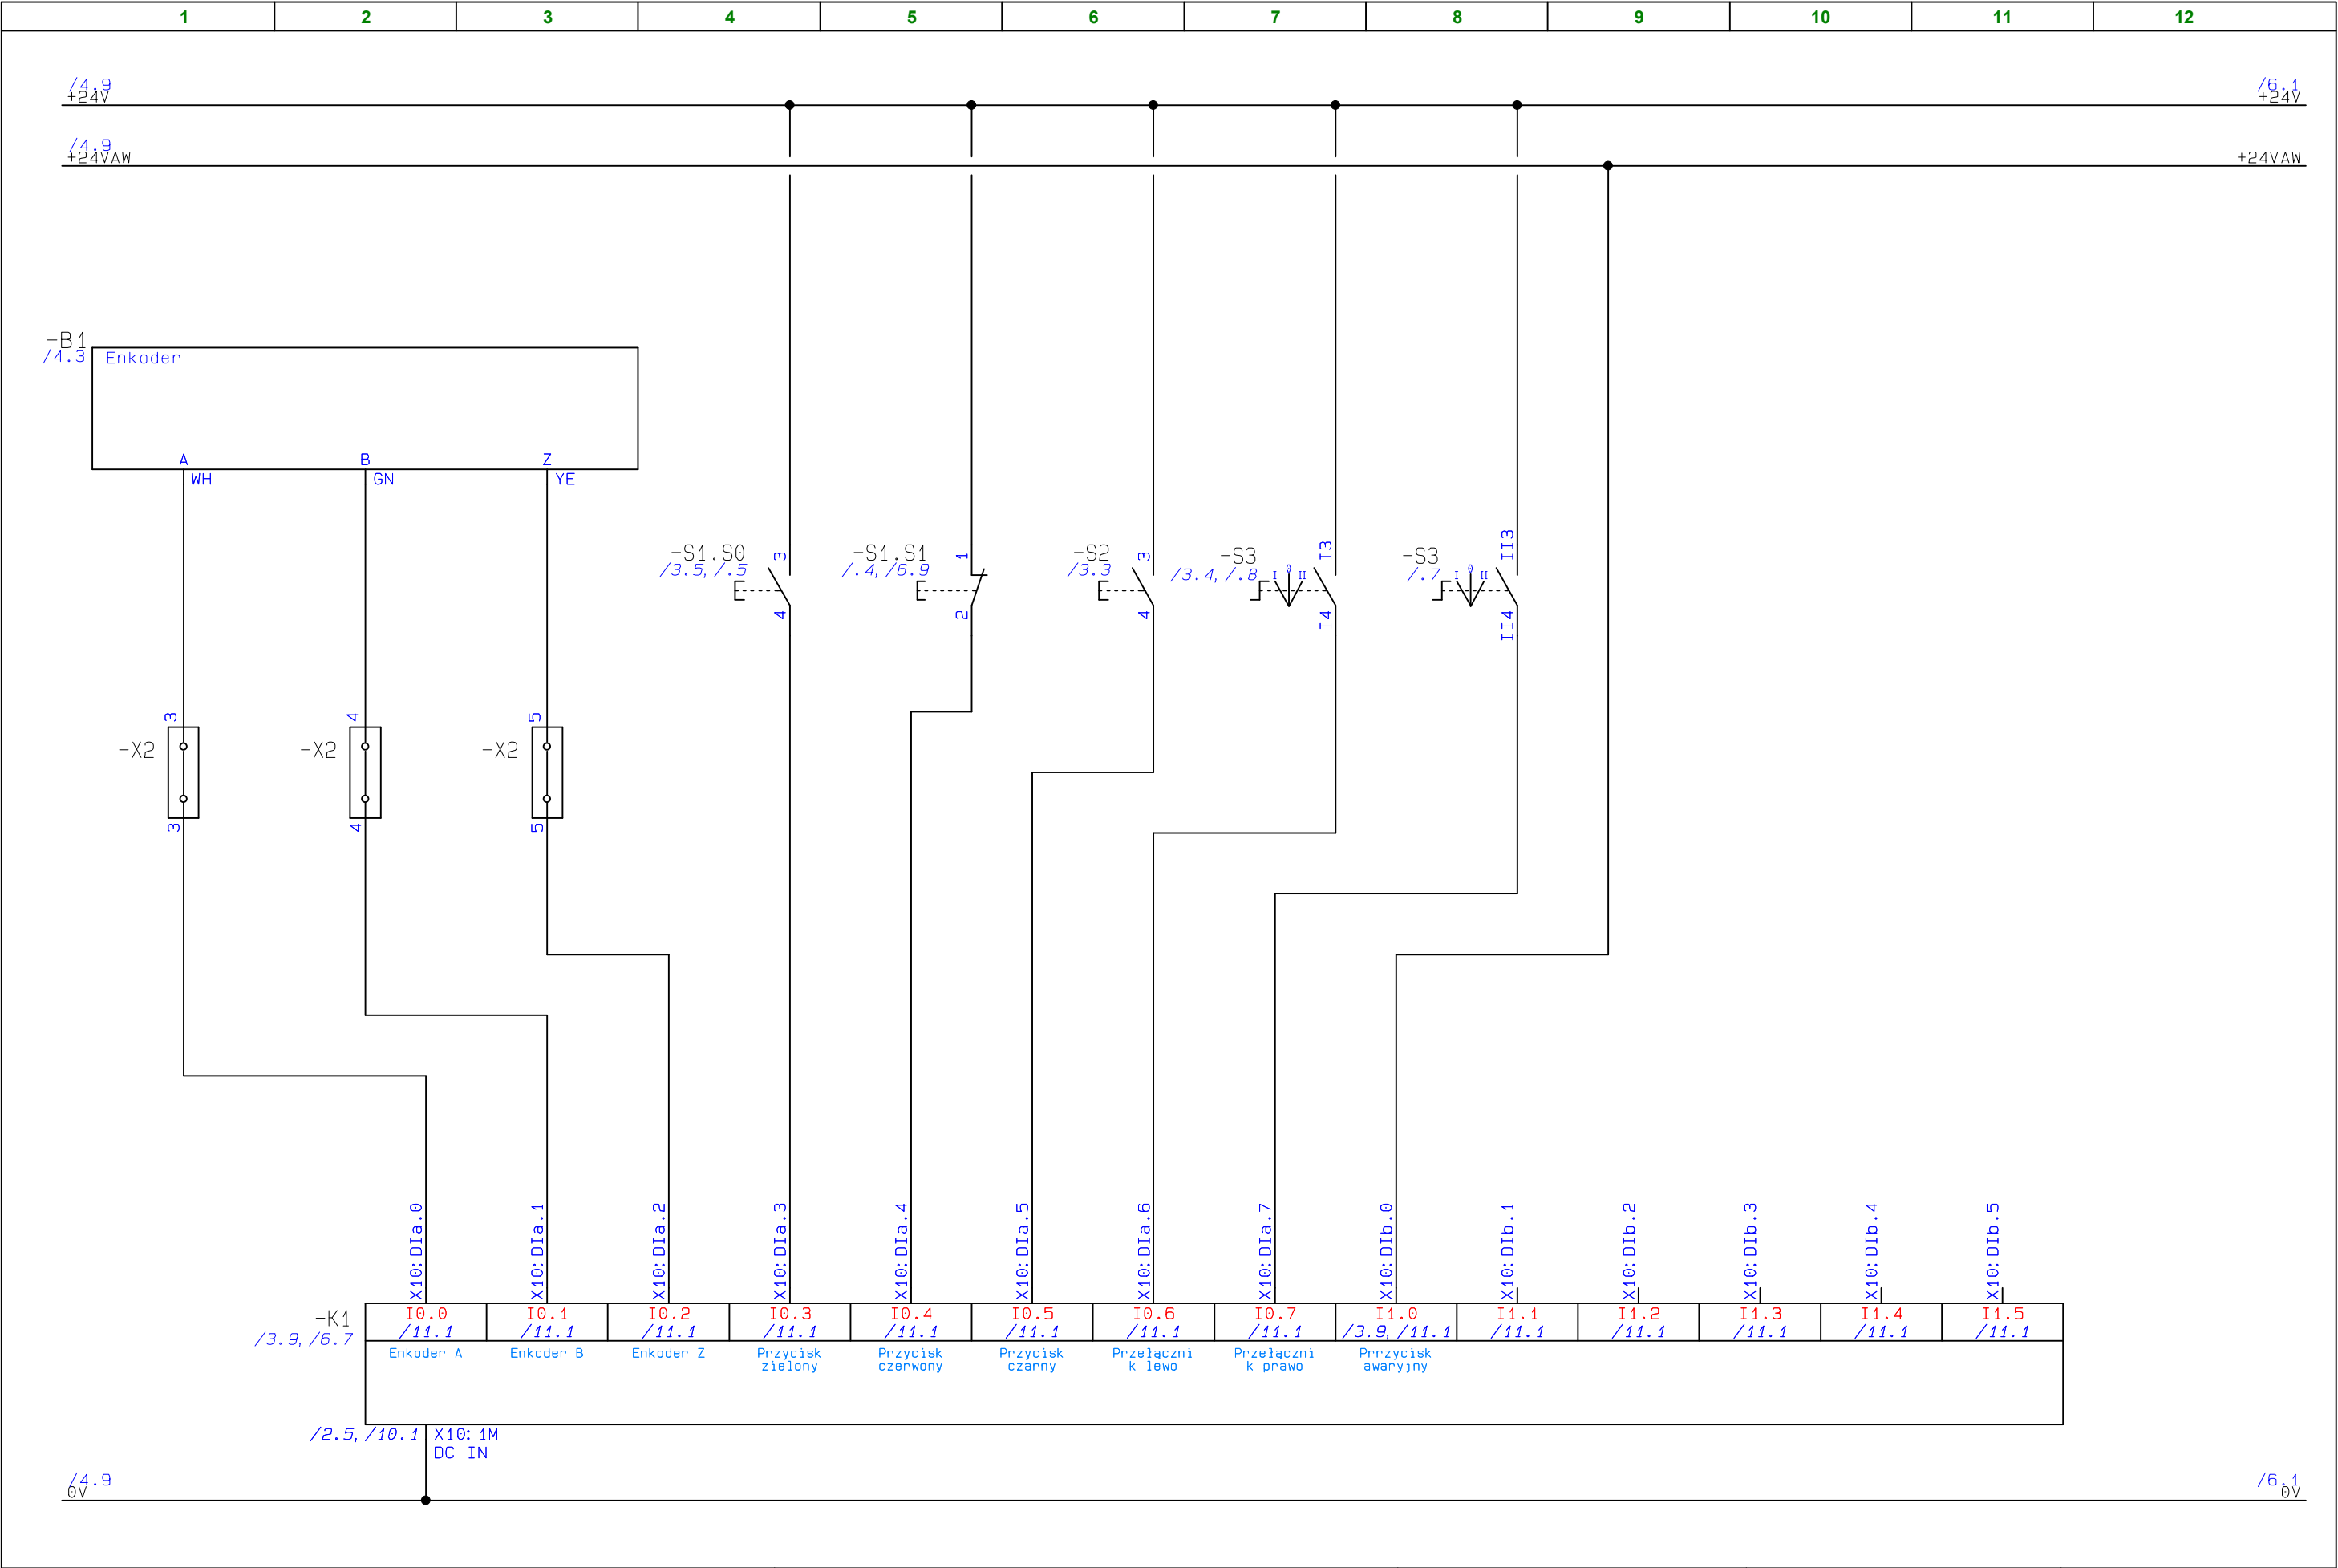 1 2 3 4 5 6 7 8 9 10 11 12
/4.9 /6.1
+24V +24V
/4.9
+24VAW +24VAW
-B1
/4.3 Enkoder
A B Z
WH GN YE
-S1.S0 3 -S1.S1 1 -S2 3 -S3 I3 -S3 II3
/3.5, /.5 /.4, /6.9 /3.3 /3.4, /.8 I 0 II /.7 I 0 II
4 2 4 I4 II4
3 4 5
-X2 -X2 -X2
3 4 5
X10:DIa.0 X10:DIa.1 X10:DIa.2 X10:DIa.3 X10:DIa.4 X10:DIa.5 X10:DIa.6 X10:DIa.7 X10:DIb.0 X10:DIb.1 X10:DIb.2 X10:DIb.3 X10:DIb.4 X10:DIb.5
-K1 I0.0 I0.1 I0.2 I0.3 I0.4 I0.5 I0.6 I0.7 I1.0 I1.1 I1.2 I1.3 I1.4 I1.5
/3.9, /6.7 /11.1 /11.1 /11.1 /11.1 /11.1 /11.1 /11.1 /11.1 /3.9, /11.1 /11.1 /11.1 /11.1 /11.1 /11.1
Enkoder A Enkoder B Enkoder Z Przycisk Przycisk Przycisk Przełączni Przełączni Prrzycisk
zielony czerwony czarny k lewo k prawo awaryjny
/2.5, /10.1 X10:1M
DC IN
/4.9 /6.1
0V 0V